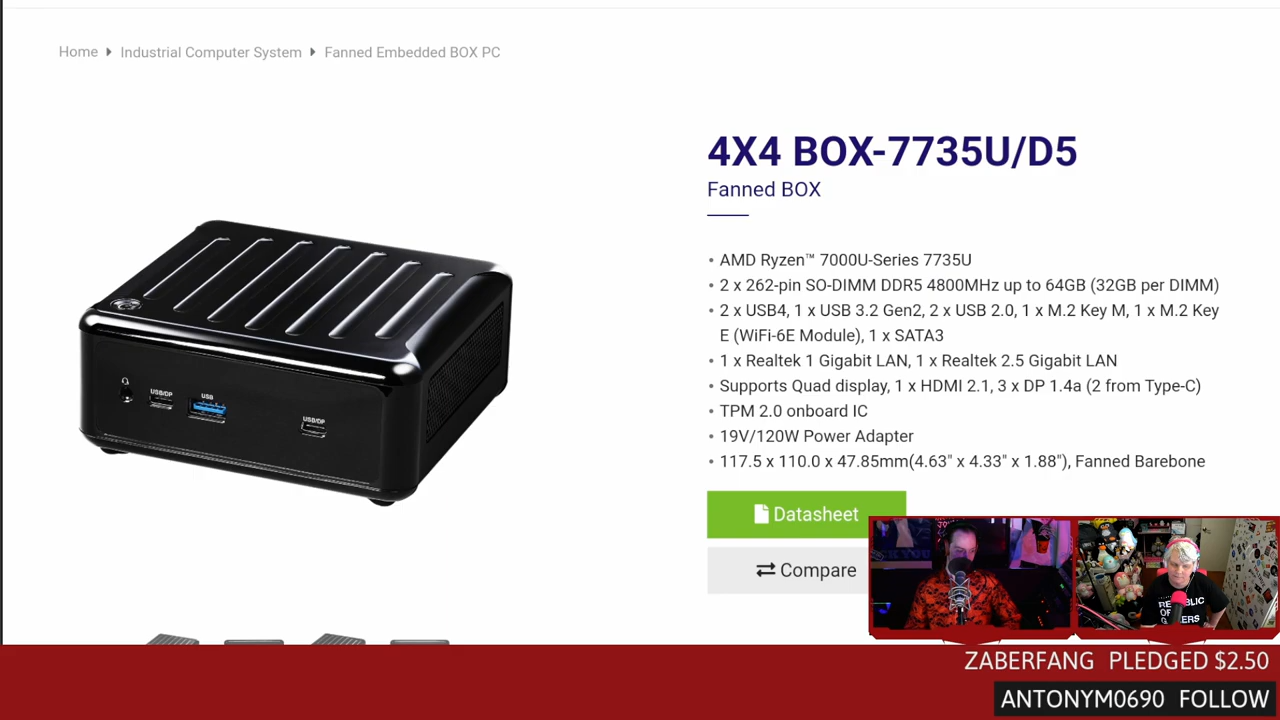 Home Industrial Computer System Fanned Embedded BOX PC
4X4 BOX-7735U/D5
Fanned BOX
• AMD Ryzen™ 7000U-Series 7735U
• 2 x 262-pin SO-DIMM DDR5 4800MHz up to 64GB (32GB per DIMM)
• 2 x USB4, 1 x USB 3.2 Gen2, 2 x USB 2.0, 1 x M.2 Key M, 1 x M.2 Key
E (WiFi-6E Module), 1 x SATA3
• 1 x Realtek 1 Gigabit LAN, 1 x Realtek 2.5 Gigabit LAN
• Supports Quad display, 1 x HDMI 2.1, 3 x DP 1.4a (2 from Type-C)
• TPM 2.0 onboard IC
• 19V/120W Power Adapter
• 117.5 x 110.0 x 47.85mm(4.63" x 4.33" x 1.88"), Fanned Barebone
USB/DP
USB
USB/DP
Datasheet
Compare
ZABERFANG PLEDGED $2.50
ANTONYM0690 FOLLOW